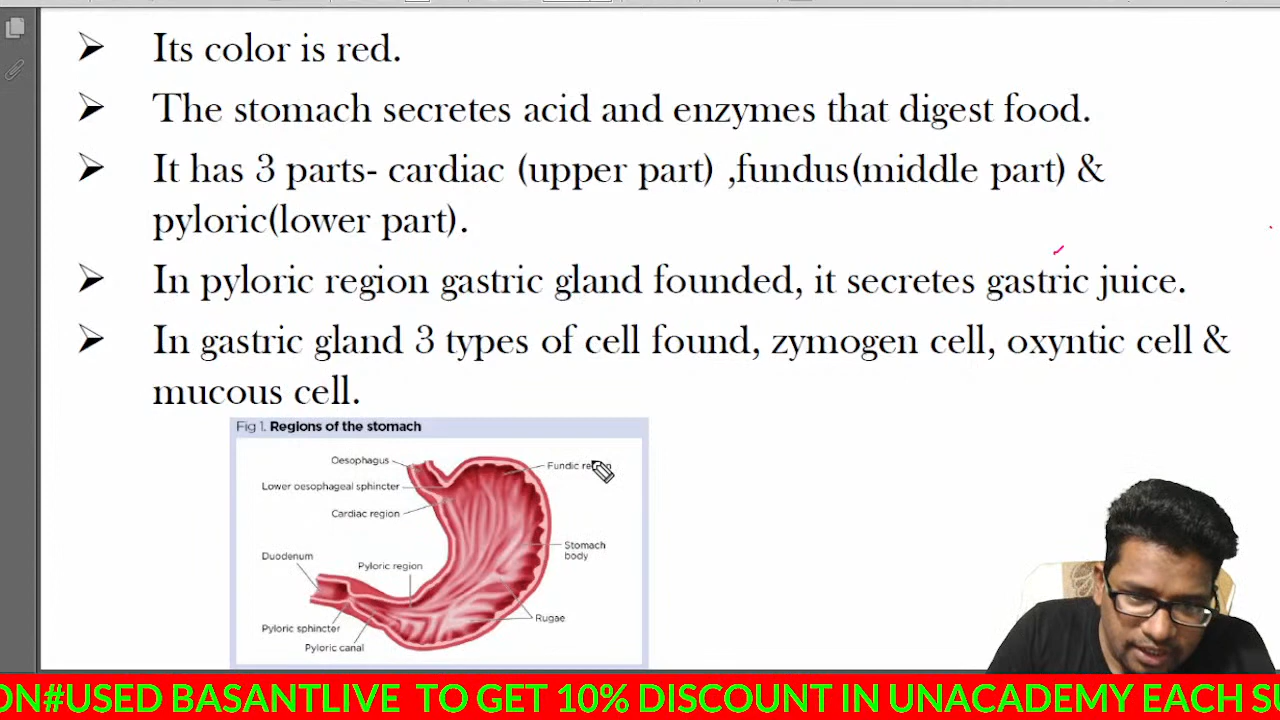 Its color is red.
The stomach secretes acid and enzymes that digest food.
It has 3 parts- cardiac (upper part) ,fundus(middle part) &
pyloric(lower part).
In pyloric region gastric gland founded, it secretes gastric juice.
In gastric gland 3 types of cell found, zymogen cell, oxyntic cell &
mucous cell.
Fig 1. Regions of the stomach
Oesophagus
Fundic
Lower oesophageal sphincter
Cardiac region
Stomach
body
Duodenum
Pyloric region
Rugae
Pyloric sphincter
Pyloric canal
ON#USED BASANTLIVE TO GET 10% DISCOUNT IN UNACADEMY EACH